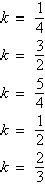 k = 1/4
k = 3/2
k = 5/4
k = 1/2
k = 2/3